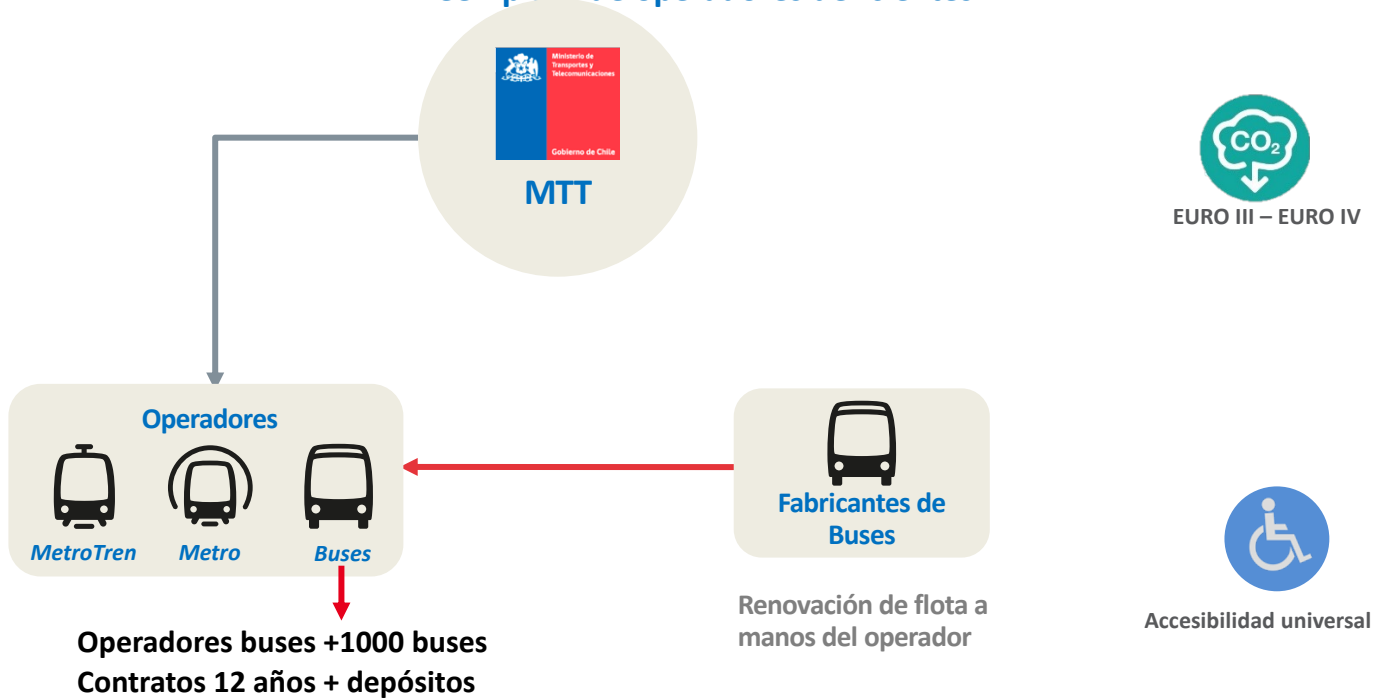 Ministerio de
Transportes y
Telecomunicaciones
Gobierno de Chile
MTT
CO₂
EURO III – EURO IV
Operadores
MetroTren Metro Buses
Fabricantes de
Buses
Renovación de flota a
manos del operador
Accesibilidad universal
Operadores buses +1000 buses
Contratos 12 años + depósitos